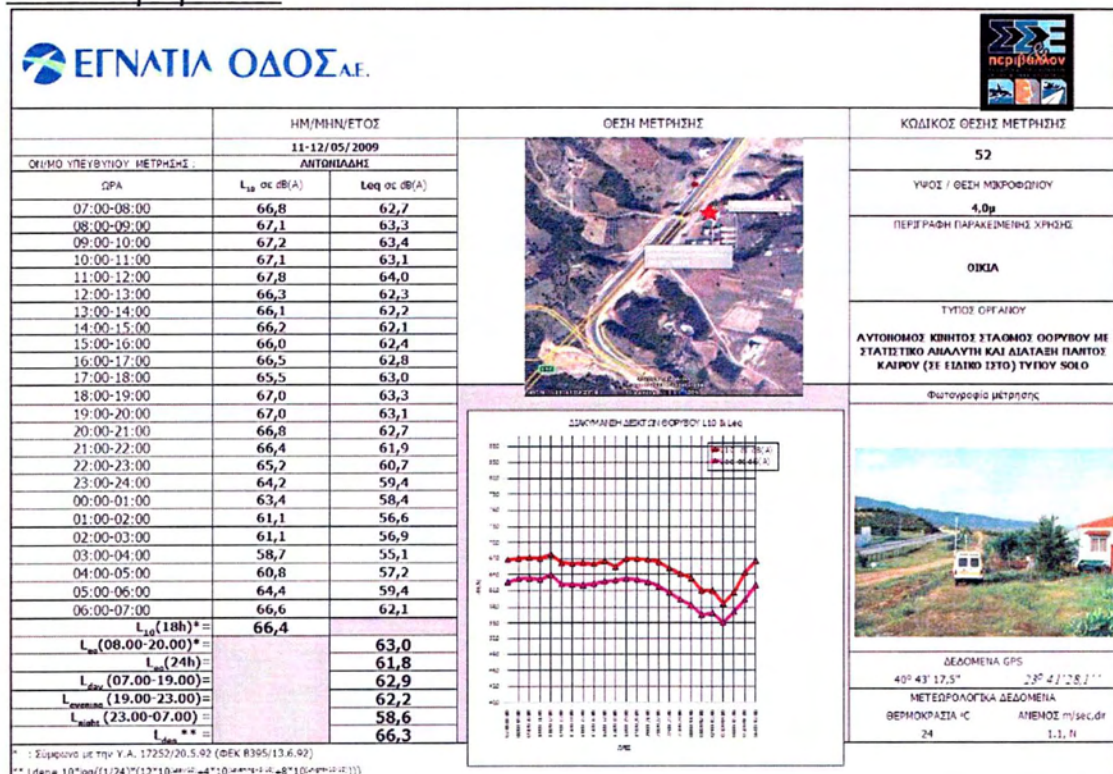 ΕΓΝΑΤΙΑ ΟΔΟΣ Α.Ε.
ΣΣ&Ε
περιβάλλον
ΗΜ/ΜΗΝ/ΕΤΟΣ
ΘΕΣΗ ΜΕΤΡΗΣΗΣ
ΚΩΔΙΚΟΣ ΘΕΣΗΣ ΜΕΤΡΗΣΗΣ
11-12/05/2009
52
ΟΝ/ΜΟ ΥΠΕΥΘΥΝΟΥ ΜΕΤΡΗΣΗΣ :
ΑΝΤΩΝΙΑΔΗΣ
ΩΡΑ L10 σε dB(A) Leq σε dB(A)
ΥΨΟΣ / ΘΕΣΗ ΜΙΚΡΟΦΩΝΟΥ
4,0μ
ΠΕΡΙΓΡΑΦΗ ΠΑΡΑΚΕΙΜΕΝΗΣ ΧΡΗΣΗΣ
ΟΙΚΙΑ
ΤΥΠΟΣ ΟΡΓΑΝΟΥ
ΑΥΤΟΝΟΜΟΣ ΚΙΝΗΤΟΣ ΣΤΑΘΜΟΣ ΘΟΡΥΒΟΥ ΜΕ
ΣΤΑΤΙΣΤΙΚΟ ΑΝΑΛΥΤΗ ΚΑΙ ΔΙΑΤΑΞΗ ΠΑΝΤΟΣ
ΚΑΙΡΟΥ (ΣΕ ΕΙΔΙΚΟ ΙΣΤΟ) ΤΥΠΟΥ SOLO
Φωτογραφία μέτρησης
07:00-08:00 66,8 62,7
08:00-09:00 67,1 63,3
09:00-10:00 67,2 63,4
10:00-11:00 67,1 63,1
11:00-12:00 67,8 64,0
12:00-13:00 66,3 62,3
13:00-14:00 66,1 62,2
14:00-15:00 66,2 62,1
15:00-16:00 66,0 62,4
16:00-17:00 66,5 62,8
17:00-18:00 65,5 63,0
18:00-19:00 67,0 63,3
19:00-20:00 67,0 63,1
20:00-21:00 66,8 62,7
21:00-22:00 66,4 61,9
22:00-23:00 65,2 60,7
23:00-24:00 64,2 59,4
00:00-01:00 63,4 58,4
01:00-02:00 61,1 56,6
02:00-03:00 61,1 56,9
03:00-04:00 58,7 55,1
04:00-05:00 60,8 57,2
05:00-06:00 64,4 59,4
06:00-07:00 66,6 62,1
L10(18h)*= 66,4
Leq(08.00-20.00)*= 63,0
Leq(24h)= 61,8
Lday (07.00-19.00)= 62,9
Levening (19.00-23.00)= 62,2
Lnight (23.00-07.00)= 58,6
Lden **= 66,3
ΔΙΑΚΥΜΑΝΣΗ ΔΕΙΚΤΩΝ ΘΟΡΥΒΟΥ L10 & Leq
ΔΕΔΟΜΕΝΑ GPS
40º 43' 17,5"
23º 41' 28,1"
ΜΕΤΕΩΡΟΛΟΓΙΚΑ ΔΕΔΟΜΕΝΑ
ΘΕΡΜΟΚΡΑΣΙΑ ºC ΑΝΕΜΟΣ m/sec,dir
24 1.1, N
* : Σύμφωνα με την Υ.Α. 17252/20.5.92 (ΦΕΚ Β395/13.6.92)